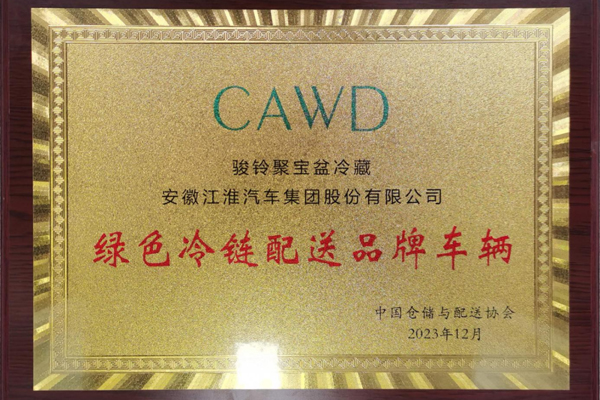 CAWD
骏铃聚宝盆冷藏
安徽江淮汽车集团股份有限公司
绿色冷链配送品牌车辆
中国仓储与配送协会
2023年12月